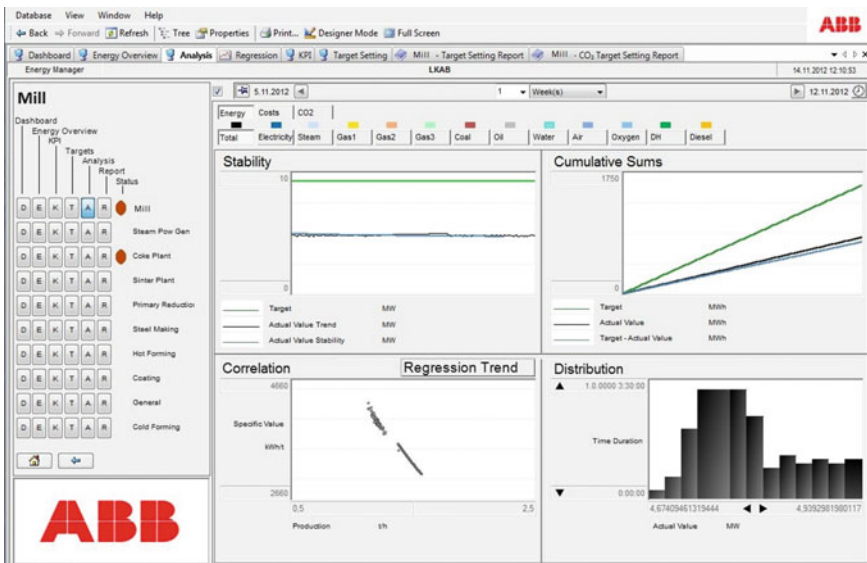 Database View Window Help
Back Forward Refresh Tree Properties Print... Designer Mode Full Screen
ABB
Dashboard Energy Overview Analysis Regression KPI Target Setting Mill - Target Setting Report Mill - CO2 Target Setting Report
Energy Manager LKAB 14.11.2012 12:10:53
Mill
5.11.2012 1 Week(s) 12.11.2012
Energy Costs CO2
Total Electricity Steam Gas1 Gas2 Gas3 Coal Oil Water Air Oxygen DH Diesel
Dashboard
Energy Overview
KPI
Targets
Analysis
Report
Status
D E K T A R Mill
D E K T A R Steam Pow Gen
D E K T A R Coke Plant
D E K T A R Sinter Plant
D E K T A R Primary Reductio
D E K T A R Steel Making
D E K T A R Hot Forming
D E K T A R Coating
D E K T A R General
D E K T A R Cold Forming
ABB
Stability
10
0
Target MW
Actual Value Trend MW
Actual Value Stability MW
Cumulative Sums
1750
0
Target MWh
Actual Value MWh
Target - Actual Value MWh
Correlation Regression Trend
4660
Specific Value
kWh/t
2660
0,5 2,5
Production t/h
Distribution
1.0.0000 3:30:00
Time Duration
0:00:00
4,67409461319444 4,9392981980117
Actual Value MW